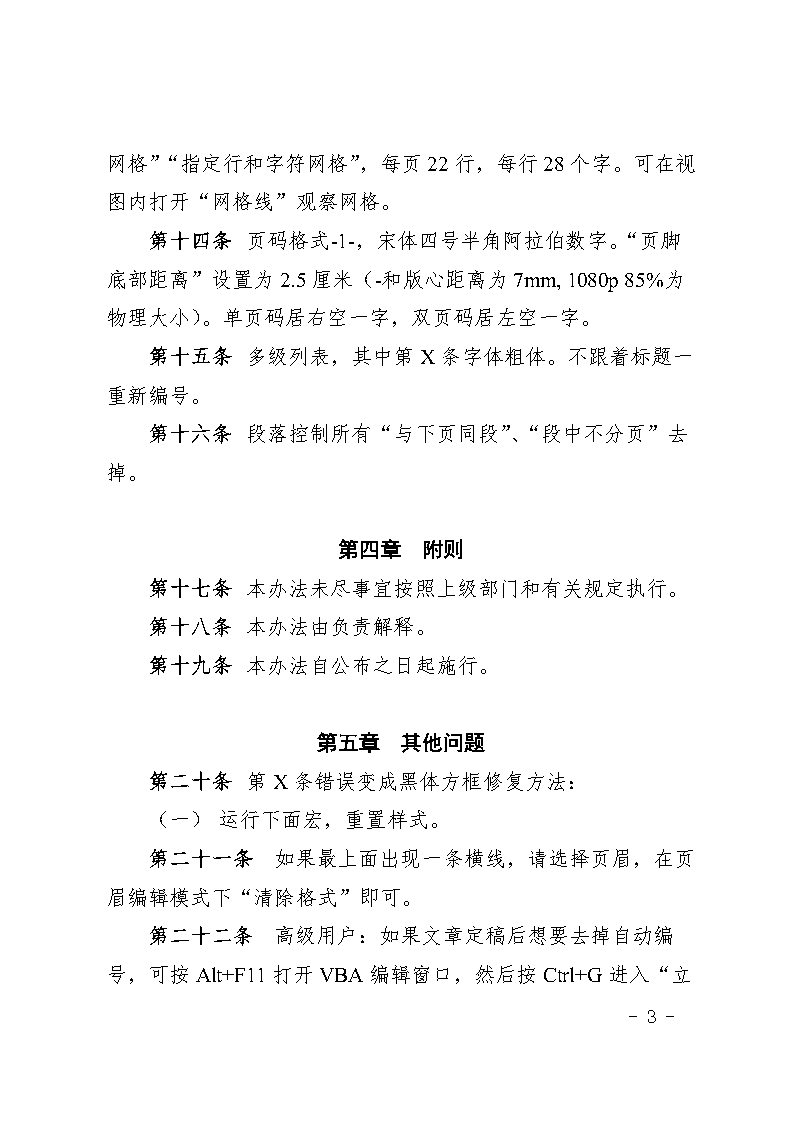 网格”“指定行和字符网格”，每页 22 行，每行 28 个字。可在视
图内打开“网格线”观察网格。
第十四条 页码格式-1-，宋体四号半角阿拉伯数字。“页脚
底部距离”设置为 2.5 厘米（-和版心距离为 7mm, 1080p 85%为
物理大小）。单页码居右空一字，双页码居左空一字。
第十五条 多级列表，其中第 X 条字体粗体。不跟着标题一
重新编号。
第十六条 段落控制所有“与下页同段”、“段中不分页”去
掉。
第四章 附则
第十七条 本办法未尽事宜按照上级部门和有关规定执行。
第十八条 本办法由负责解释。
第十九条 本办法自公布之日起施行。
第五章 其他问题
第二十条 第 X 条错误变成黑体方框修复方法：
（一） 运行下面宏，重置样式。
第二十一条 如果最上面出现一条横线，请选择页眉，在页
眉编辑模式下“清除格式”即可。
第二十二条 高级用户：如果文章定稿后想要去掉自动编
号，可按 Alt+F11 打开 VBA 编辑窗口，然后按 Ctrl+G 进入“立
- 3 -